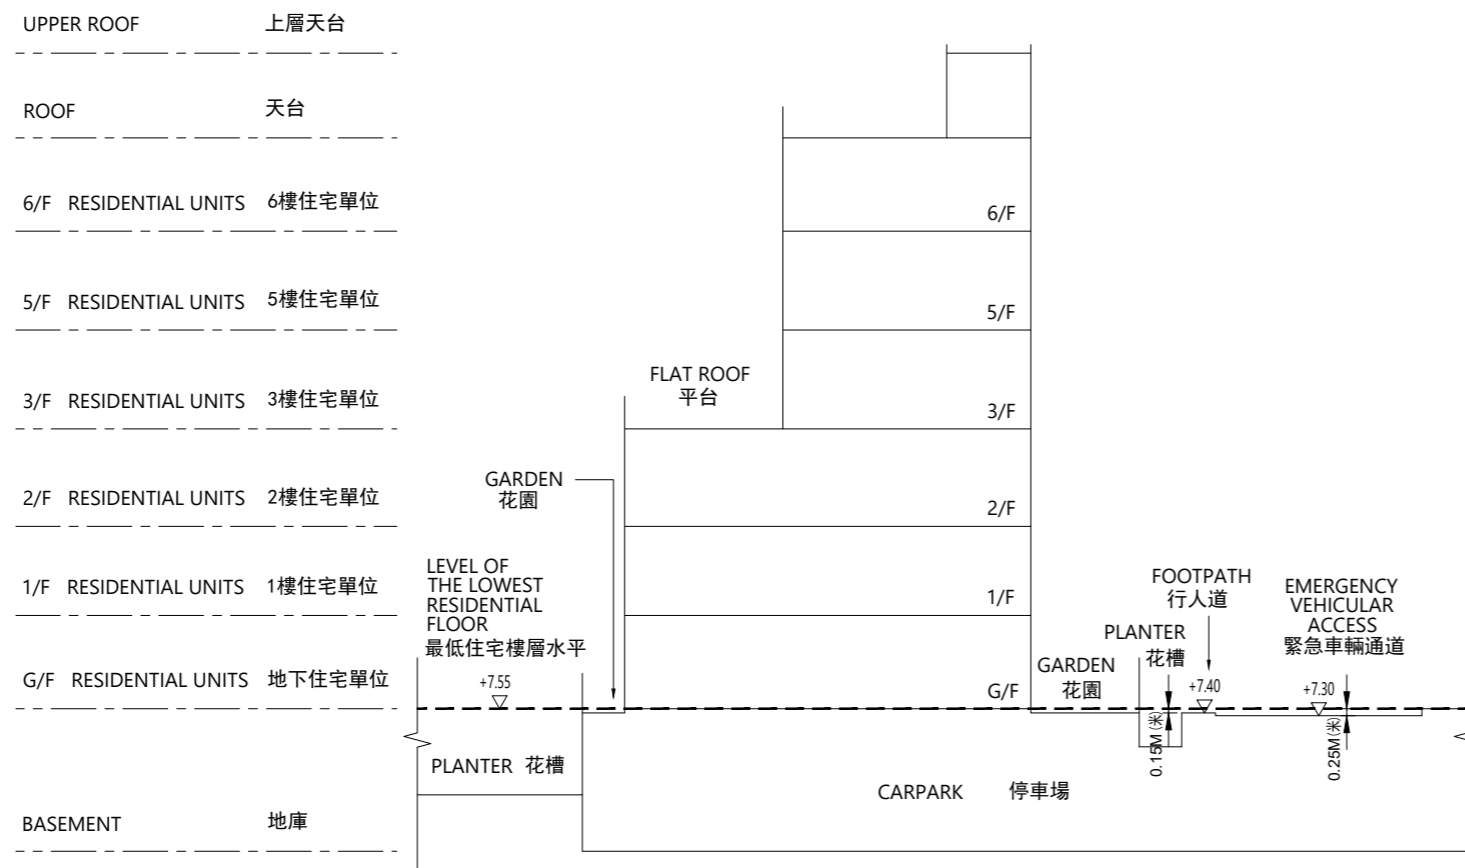 UPPER ROOF 上層天台
ROOF 天台
6/F RESIDENTIAL UNITS 6樓住宅單位
6/F
5/F RESIDENTIAL UNITS 5樓住宅單位
5/F
FLAT ROOF
平台
3/F RESIDENTIAL UNITS 3樓住宅單位
3/F
GARDEN
花園
2/F RESIDENTIAL UNITS 2樓住宅單位
2/F
LEVEL OF
THE LOWEST
RESIDENTIAL
FLOOR
最低住宅樓層水平
+7.55
1/F RESIDENTIAL UNITS 1樓住宅單位
1/F
FOOTPATH
行人道
+7.40
EMERGENCY
VEHICULAR
ACCESS
緊急車輛通道
+7.30
PLANTER
花槽
GARDEN
花園
G/F RESIDENTIAL UNITS 地下住宅單位
G/F
0.15M (米)
0.25M (米)
PLANTER 花槽
CARPARK 停車場
BASEMENT 地庫